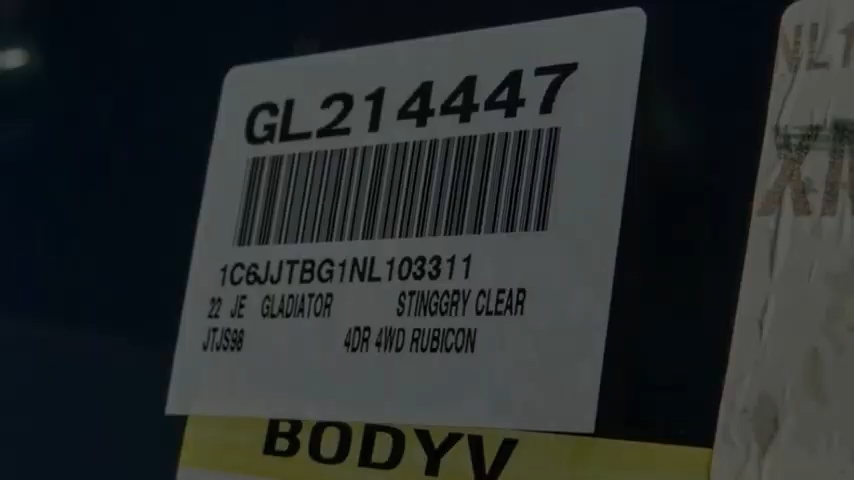 GL214447
1C6JJTBG1NL103311
22 JE GLADIATOR STINGGRY CLEAR
JTJS98 4DR 4WD RUBICON
BODYV